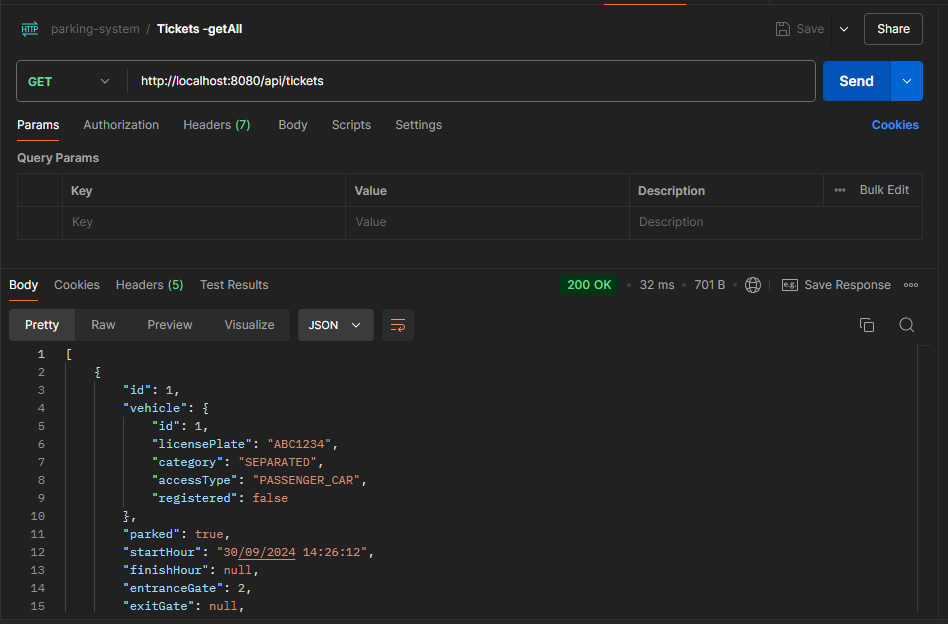 HTTP parking-system / Tickets -getAll Save Share
GET http://localhost:8080/api/tickets Send
Params Authorization Headers (7) Body Scripts Settings Cookies
Query Params
Key Value Description Bulk Edit
Key Value Description
Body Cookies Headers (5) Test Results 200 OK 32 ms 701 B e.g. Save Response
Pretty Raw Preview Visualize JSON
1 [
2 {
3 "id": 1,
4 "vehicle": {
5 "id": 1,
6 "licensePlate": "ABC1234",
7 "category": "SEPARATED",
8 "accessType": "PASSENGER_CAR",
9 "registered": false
10 },
11 "parked": true,
12 "startHour": "30/09/2024 14:26:12",
13 "finishHour": null,
14 "entranceGate": 2,
15 "exitGate": null,